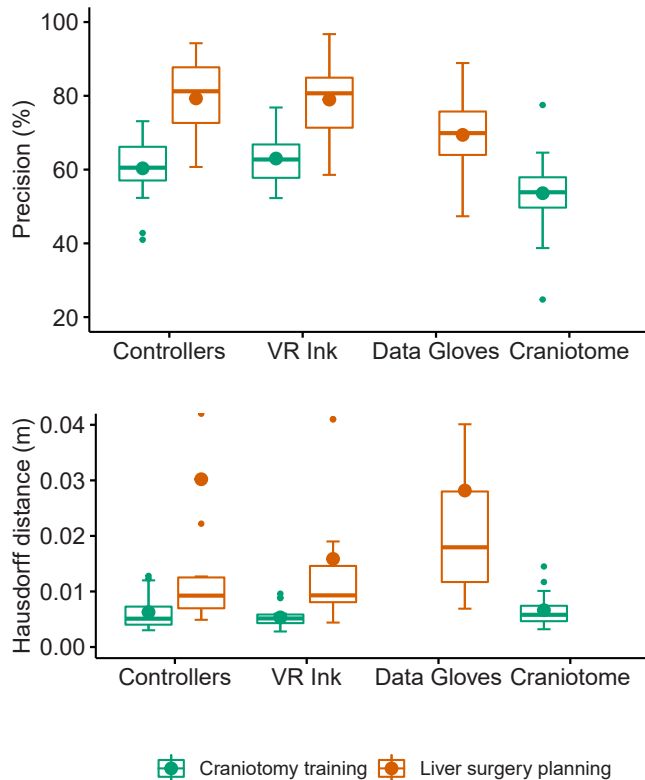 Precision (%)
100
80
60
40
20
Controllers VR Ink Data Gloves Craniotome
Hausdorff distance (m)
0.04
0.03
0.02
0.01
0.00
Controllers VR Ink Data Gloves Craniotome
Craniotomy training Liver surgery planning